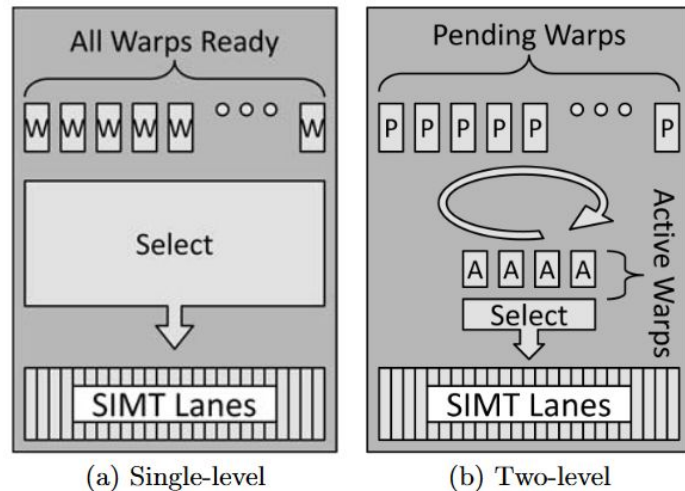 All Warps Ready
W W W W W W
Select
SIMT Lanes
(a) Single-level
Pending Warps
P P P P P P
A A A A
Active Warps
Select
SIMT Lanes
(b) Two-level